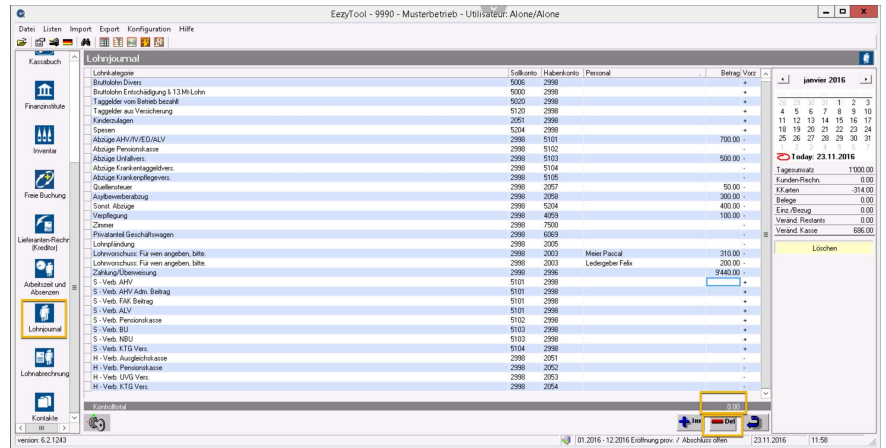 EezyTool - 9990 - Musterbetrieb - Utilisateur: Alone/Alone
Datei Listen Import Export Konfiguration Hilfe
Kassabuch
Finanzinstitute
Inventar
Freie Buchung
Lieferanten-Rechn
(Kreditor)
Arbeitszeit und
Absenzen
Lohnjournal
Lohnabrechnung
Kontakte
Lohnjournal
Lohnkategorie Sollkonto Habenkonto Personal Betrag Vorz
Bruttolohn Divers 5006 2998 +
Bruttolohn Entschädigung & 13.Mt-Lohn 5000 2998 +
Taggelder vom Betrieb bezahlt 5020 2998 +
Taggelder aus Versicherung 5120 2998 +
Kinderzulagen 2051 2998 +
Spesen 5204 2998 +
Abzüge AHV/IV/EO/ALV 2998 5101 700.00 -
Abzüge Pensionskasse 2998 5102 -
Abzüge Unfallvers. 2998 5103 500.00 -
Abzüge Krankentaggeldvers. 2998 5104 -
Abzüge Krankenpflegevers. 2998 5105 -
Quellensteuer 2998 2057 50.00 -
Asylbewerberabzug 2998 2058 300.00 -
Sonst. Abzüge 2998 5204 400.00 -
Verpflegung 2998 4059 100.00 -
Zimmer 2998 7500 -
Privatanteil Geschäftswagen 2998 6069 -
Lohnpfändung 2998 2005 -
Lohnvorschuss: Für wen angeben, bitte. 2998 2003 Meier Pascal 310.00 -
Lohnvorschuss: Für wen angeben, bitte. 2998 2003 Ledergeber Felix 200.00 -
Zahlung/Überweisung 2998 2996 9'440.00 -
S - Verb. AHV 5101 2998 +
S - Verb. AHV Adm. Beitrag 5101 2998 +
S - Verb. FAK Beitrag 5101 2998 +
S - Verb. ALV 5101 2998 +
S - Verb. Pensionskasse 5102 2998 +
S - Verb. BU 5103 2998 +
S - Verb. NBU 5103 2998 +
S - Verb. KTG Vers. 5104 2998 +
H - Verb. Ausgleichskasse 2998 2051 -
H - Verb. Pensionskasse 2998 2052 -
H - Verb. UVG Vers. 2998 2053 -
H - Verb. KTG Vers. 2998 2054 -
Kontrolltotal 0.00
Ins Del
janvier 2016
28 29 30 31 1 2 3
4 5 6 7 8 9 10
11 12 13 14 15 16 17
18 19 20 21 22 23 24
25 26 27 28 29 30 31
1 2 3 4 5 6 7
Today: 23.11.2016
Tagesumsatz 1'000.00
Kunden-Rechn. 0.00
KKarten -314.00
Belege 0.00
Einz./Bezug 0.00
Veränd. Restants 0.00
Veränd. Kasse 686.00
Löschen
version: 6.2.1243 01.2016 - 12.2016 Eröffnung prov. / Abschluss offen 23.11.2016 11:58